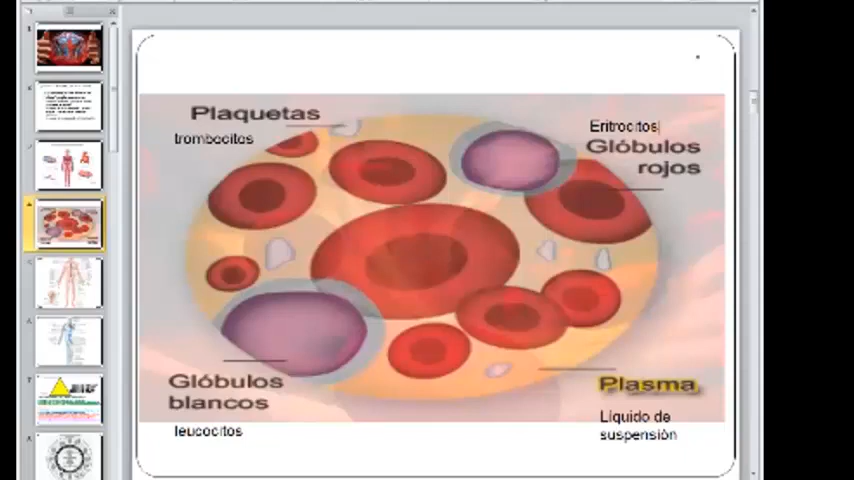 Plaquetas
trombocitos
Eritrocitos
Glóbulos
rojos
Glóbulos
blancos
leucocitos
Plasma
Líquido de
suspensión